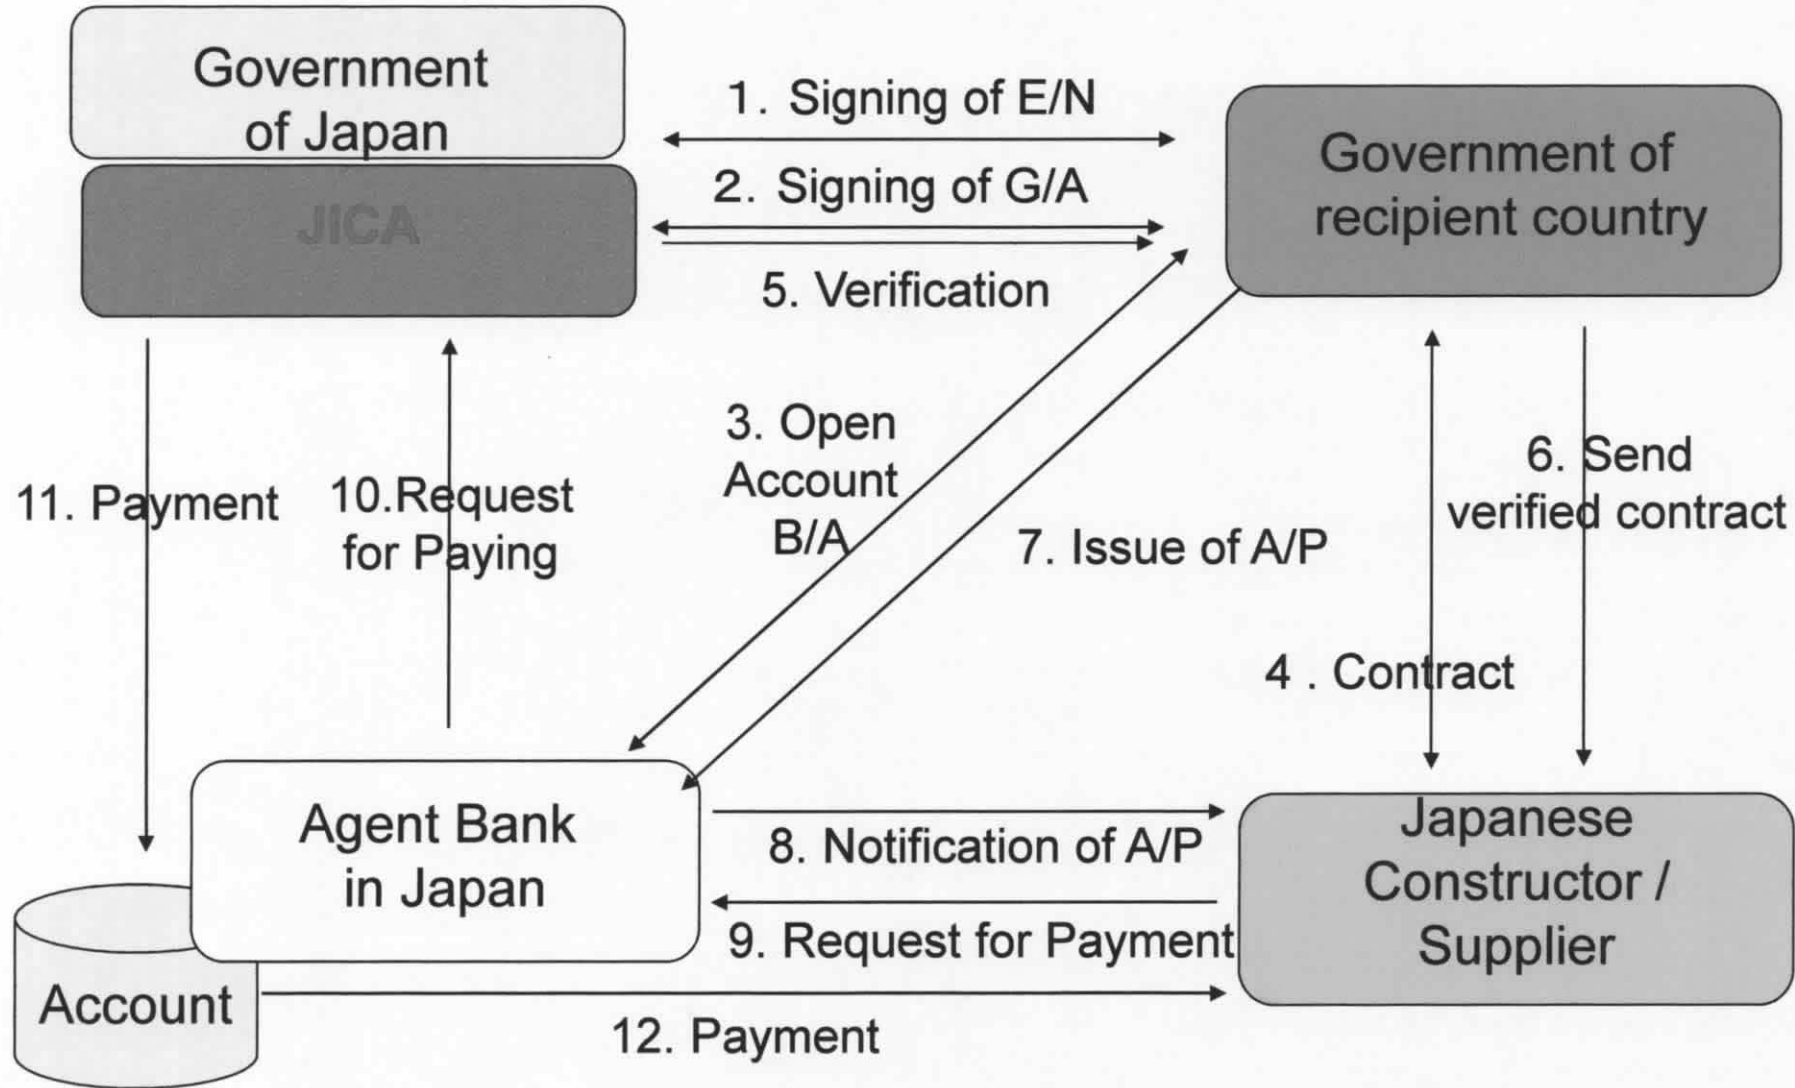 Government
of Japan
JICA
1. Signing of E/N
2. Signing of G/A
5. Verification
Government of
recipient country
3. Open
Account
B/A
7. Issue of A/P
4 . Contract
6. Send
verified contract
11. Payment
10.Request
for Paying
Agent Bank
in Japan
Account
8. Notification of A/P
9. Request for Payment
12. Payment
Japanese
Constructor /
Supplier